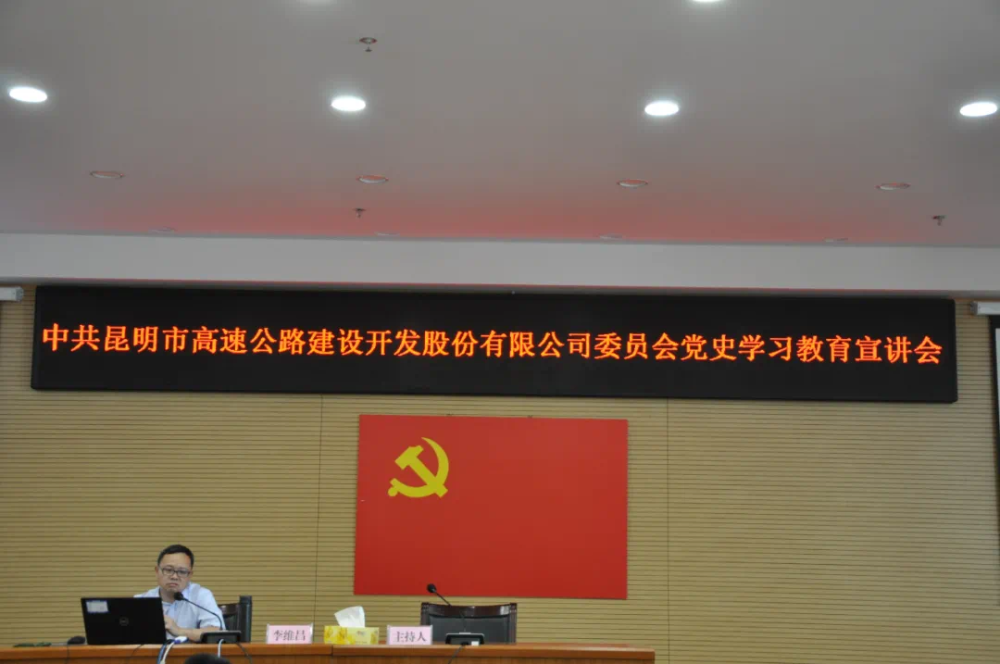 中共昆明市高速公路建设开发股份有限公司委员会党史学习教育宣讲会
李维昌
主持人